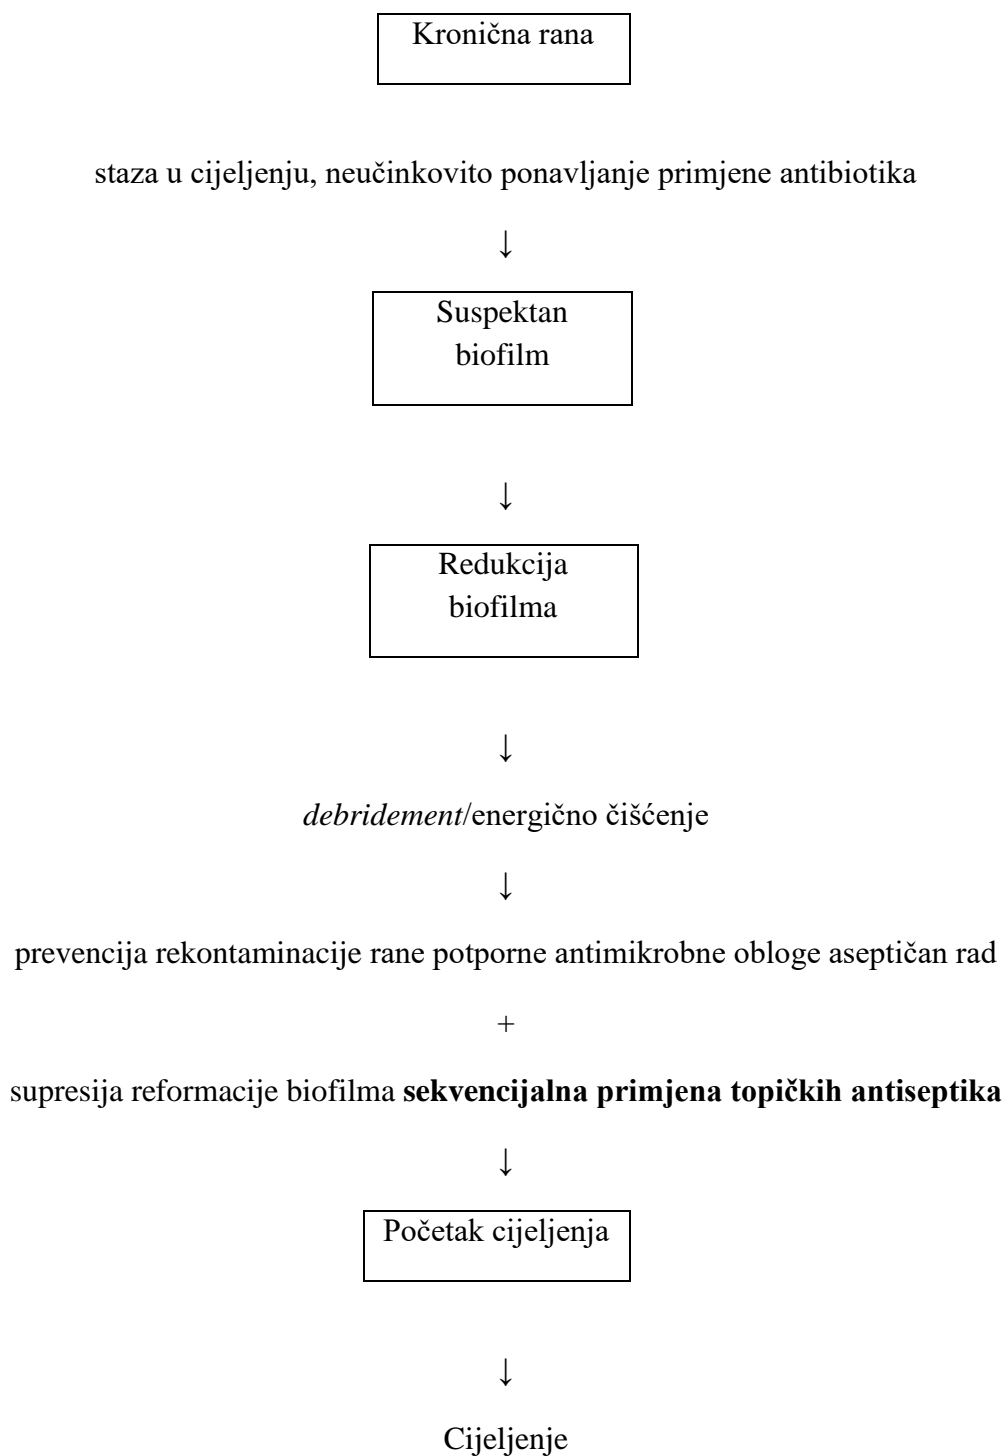 Kronična rana
staza u cijeljenju, neučinkovito ponavljanje primjene antibiotika
↓
Suspektan
biofilm
↓
Redukcija
biofilma
↓
debridement/energično čišćenje
↓
prevencija rekontaminacije rane potporne antimikrobne obloge aseptičan rad
+
supresija reformacije biofilma sekvencijalna primjena topičkih antiseptika
↓
Početak cijeljenja
↓
Cijeljenje